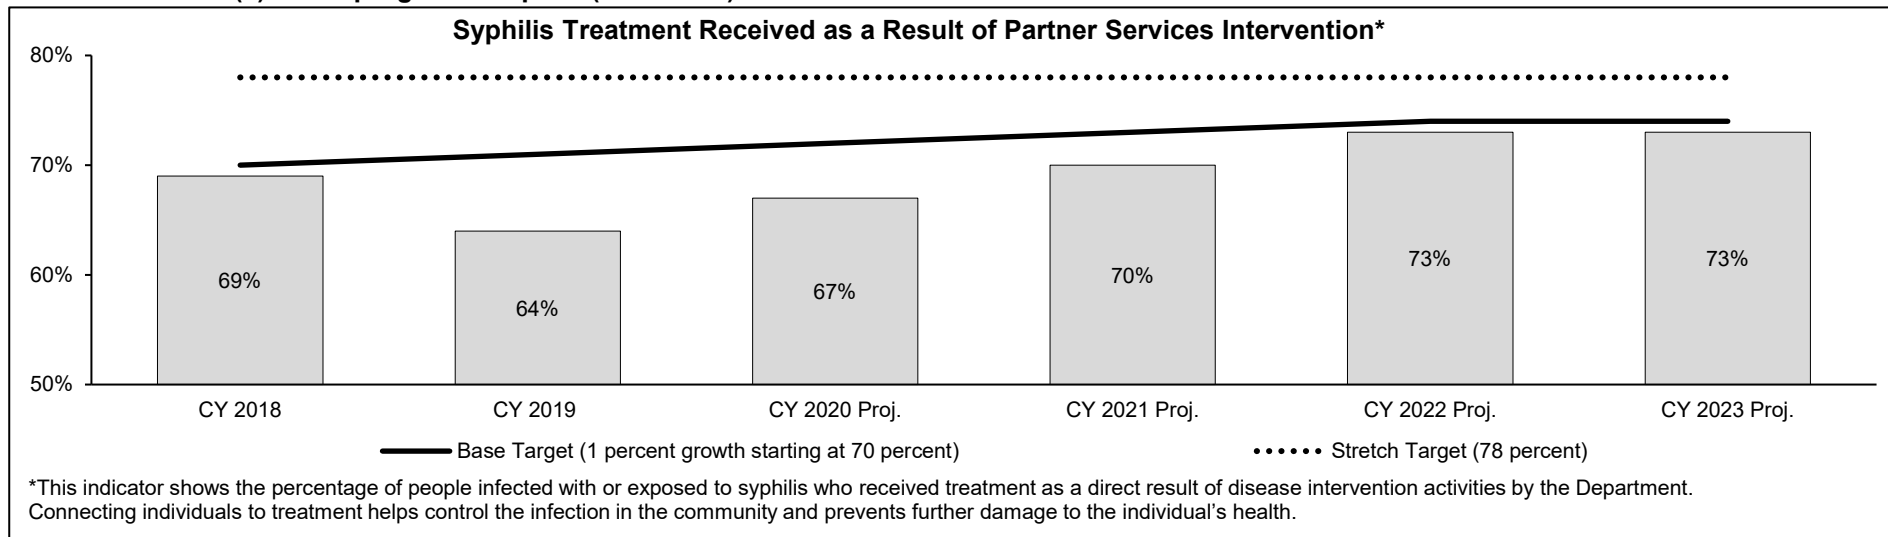 Syphilis Treatment Received as a Result of Partner Services Intervention*
80%
70%
60%
50%
69%
64%
67%
70%
73%
73%
CY 2018
CY 2019
CY 2020 Proj.
CY 2021 Proj.
CY 2022 Proj.
CY 2023 Proj.
Base Target (1 percent growth starting at 70 percent)
Stretch Target (78 percent)
*This indicator shows the percentage of people infected with or exposed to syphilis who received treatment as a direct result of disease intervention activities by the Department.
Connecting individuals to treatment helps control the infection in the community and prevents further damage to the individual’s health.